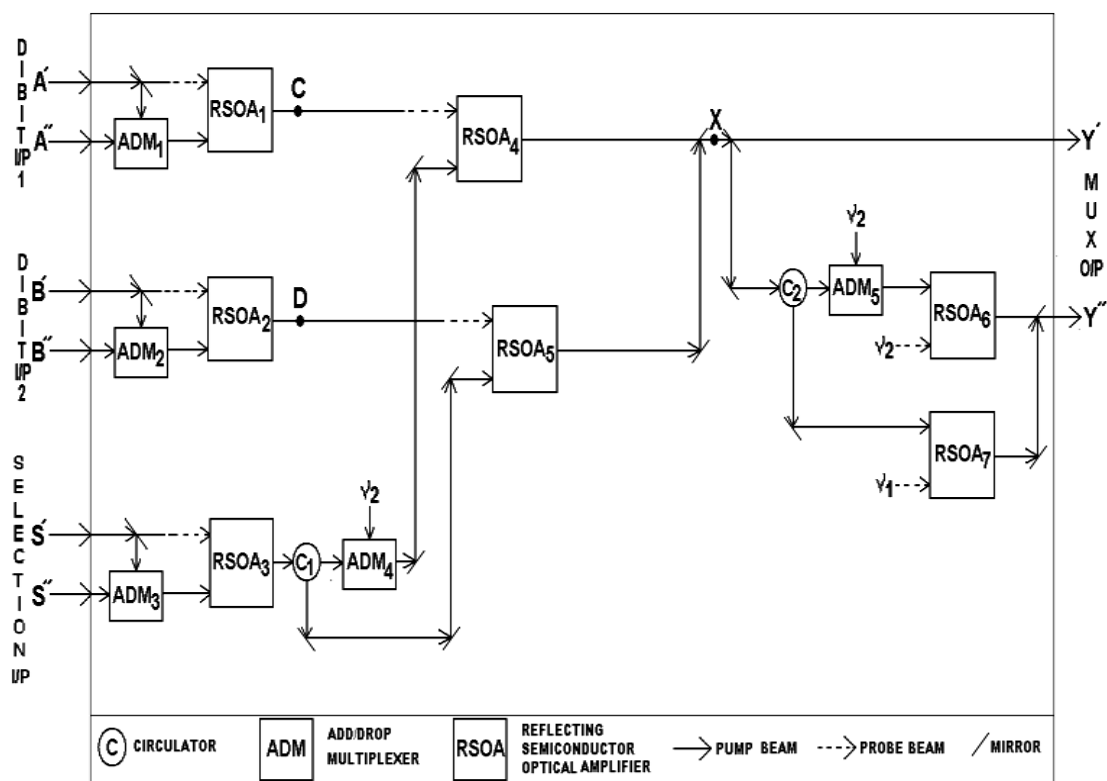 DIBIT I/P 1
A′
A″
ADM1
RSOA1
C
RSOA4
X
Y′
MUX O/P
Y″
DIBIT I/P 2
B′
B″
ADM2
RSOA2
D
RSOA5
ν2
C2
ADM5
RSOA6
ν2
RSOA7
ν1
SELECTION I/P
S′
S″
ADM3
RSOA3
C1
ν2
ADM4
C CIRCULATOR
ADM ADD/DROP
MULTIPLEXER
RSOA REFLECTING
SEMICONDUCTOR
OPTICAL AMPLIFIER
PUMP BEAM
PROBE BEAM
MIRROR